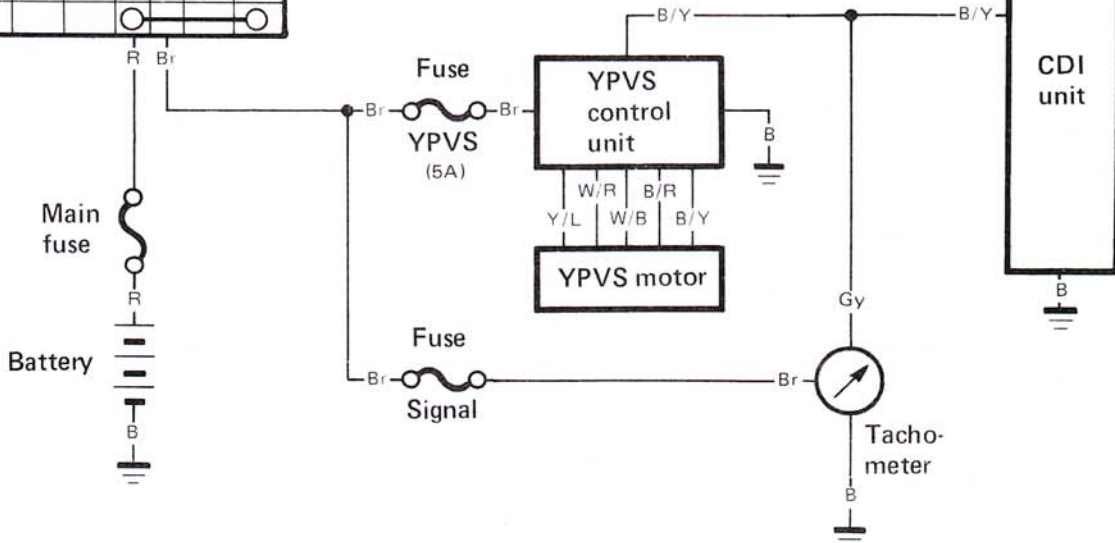 R Br
Fuse
Br Br
YPVS
(5A)
YPVS
control
unit
B/Y B/Y
CDI
unit
B
B
W/R B/R
Y/L W/B B/Y
YPVS motor
Main
fuse
R
Battery
B
Fuse
Br
Signal
Br
Gy
Tacho-
meter
B